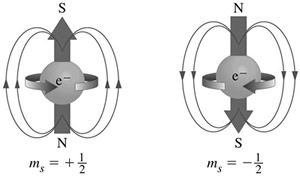 S
N
e−
e−
N
S
mₛ = +½
mₛ = −½